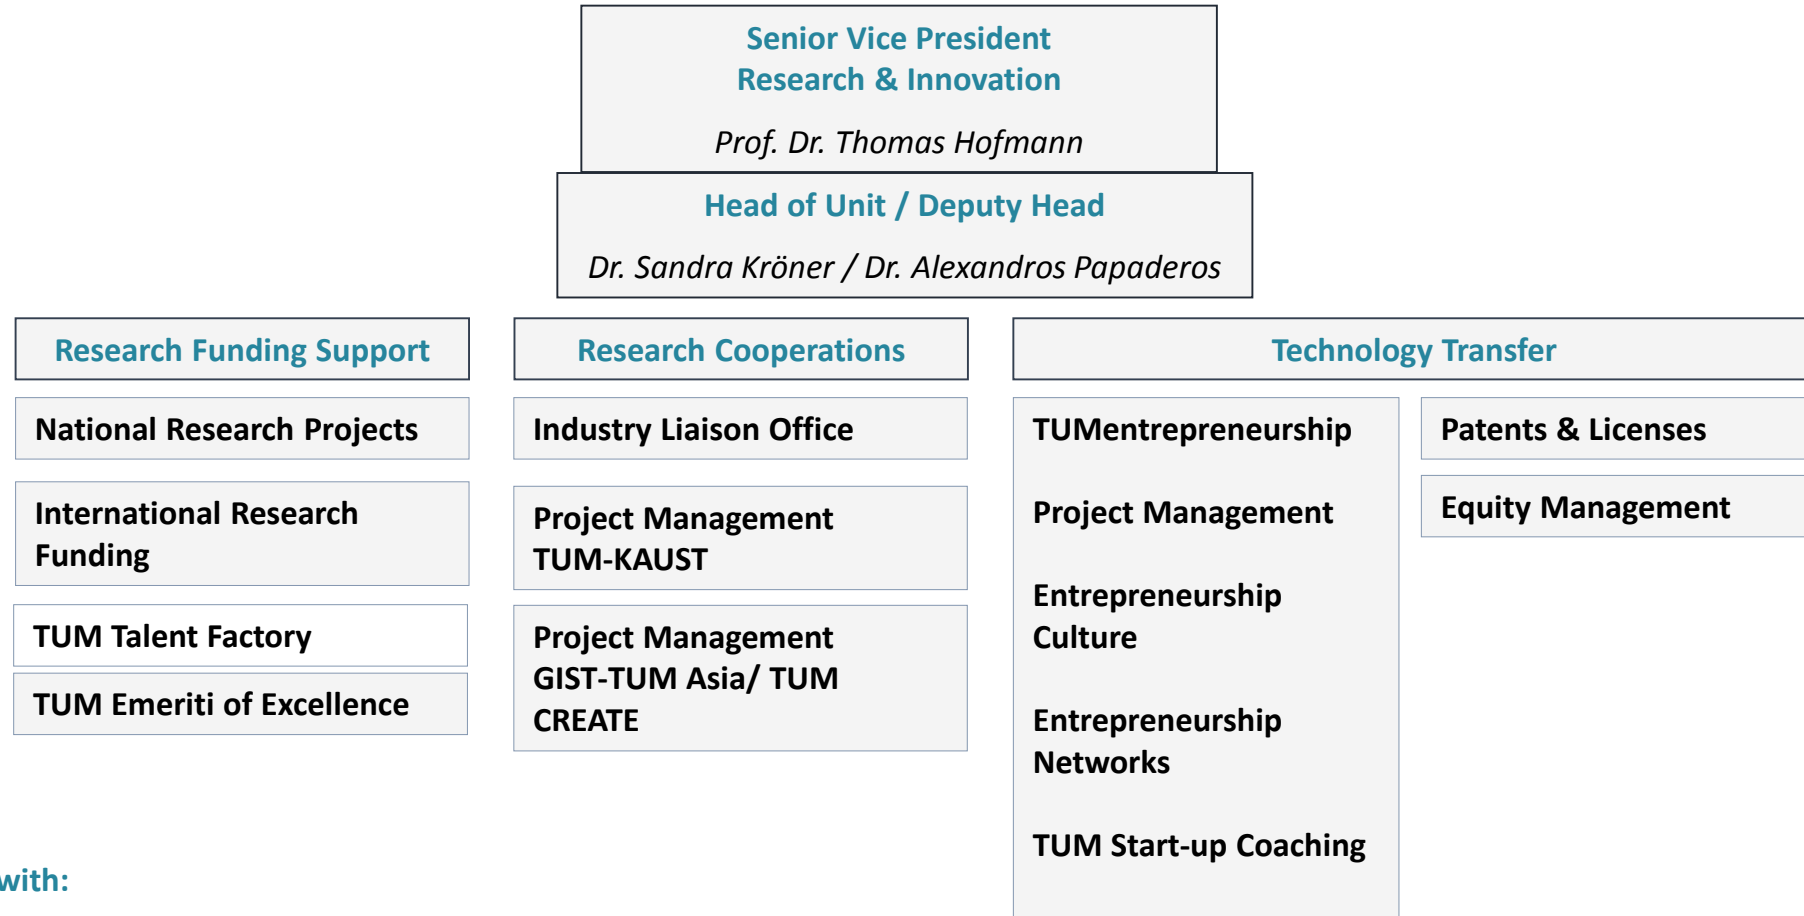 Senior Vice President
Research & Innovation
Prof. Dr. Thomas Hofmann
Head of Unit / Deputy Head
Dr. Sandra Kröner / Dr. Alexandros Papaderos
Research Funding Support
National Research Projects
International Research
Funding
TUM Talent Factory
TUM Emeriti of Excellence
Research Cooperations
Industry Liaison Office
Project Management
TUM-KAUST
Project Management
GIST-TUM Asia/ TUM
CREATE
Technology Transfer
TUMentrepreneurship
Project Management
Entrepreneurship
Culture
Entrepreneurship
Networks
TUM Start-up Coaching
Patents & Licenses
Equity Management
with: